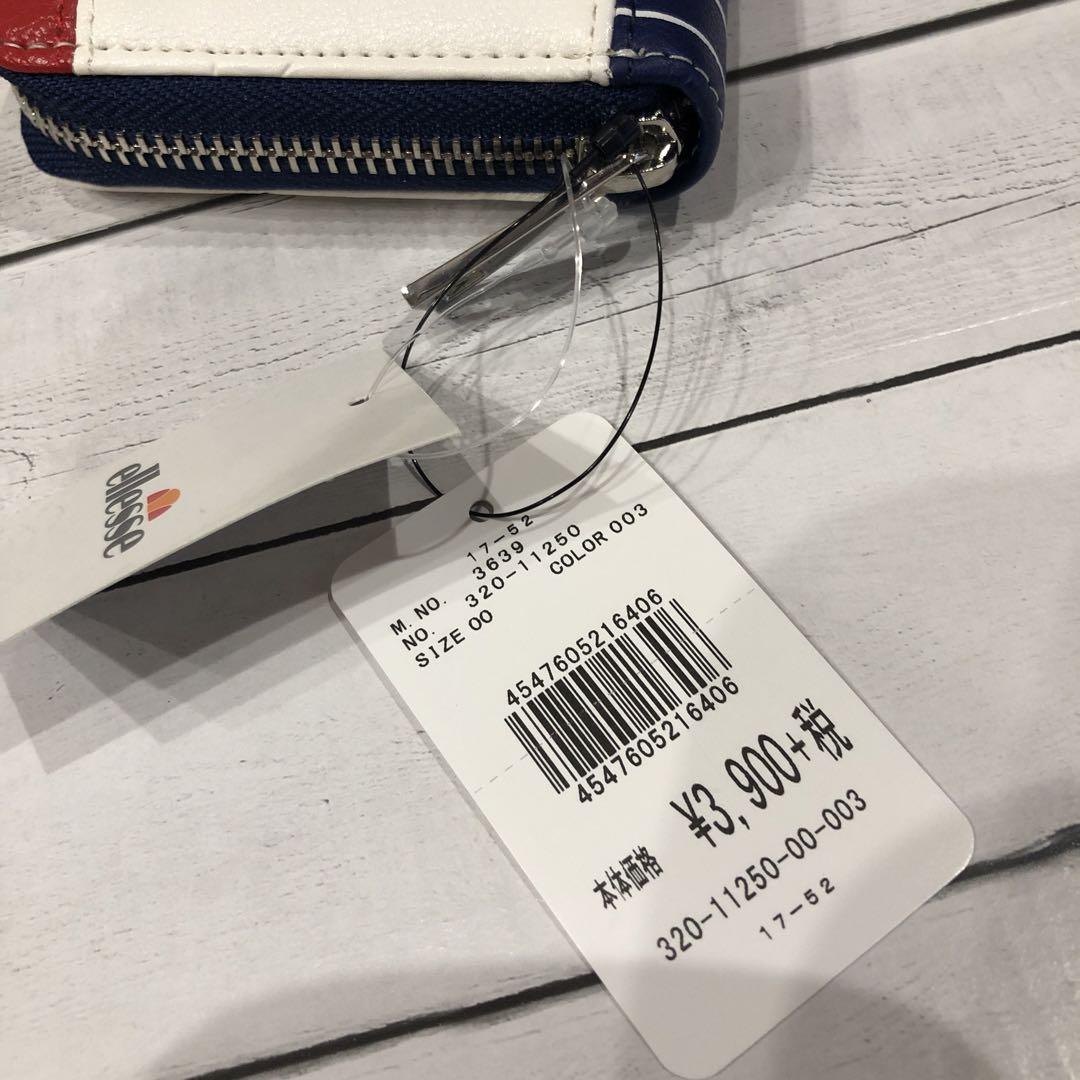 ellesse
17-52
M. NO. 3639
NO. 320-11250
SIZE 00 COLOR 003
4547605216406
4547605216406
本体価格 ¥3,900+税
320-11250-00-003
17-52